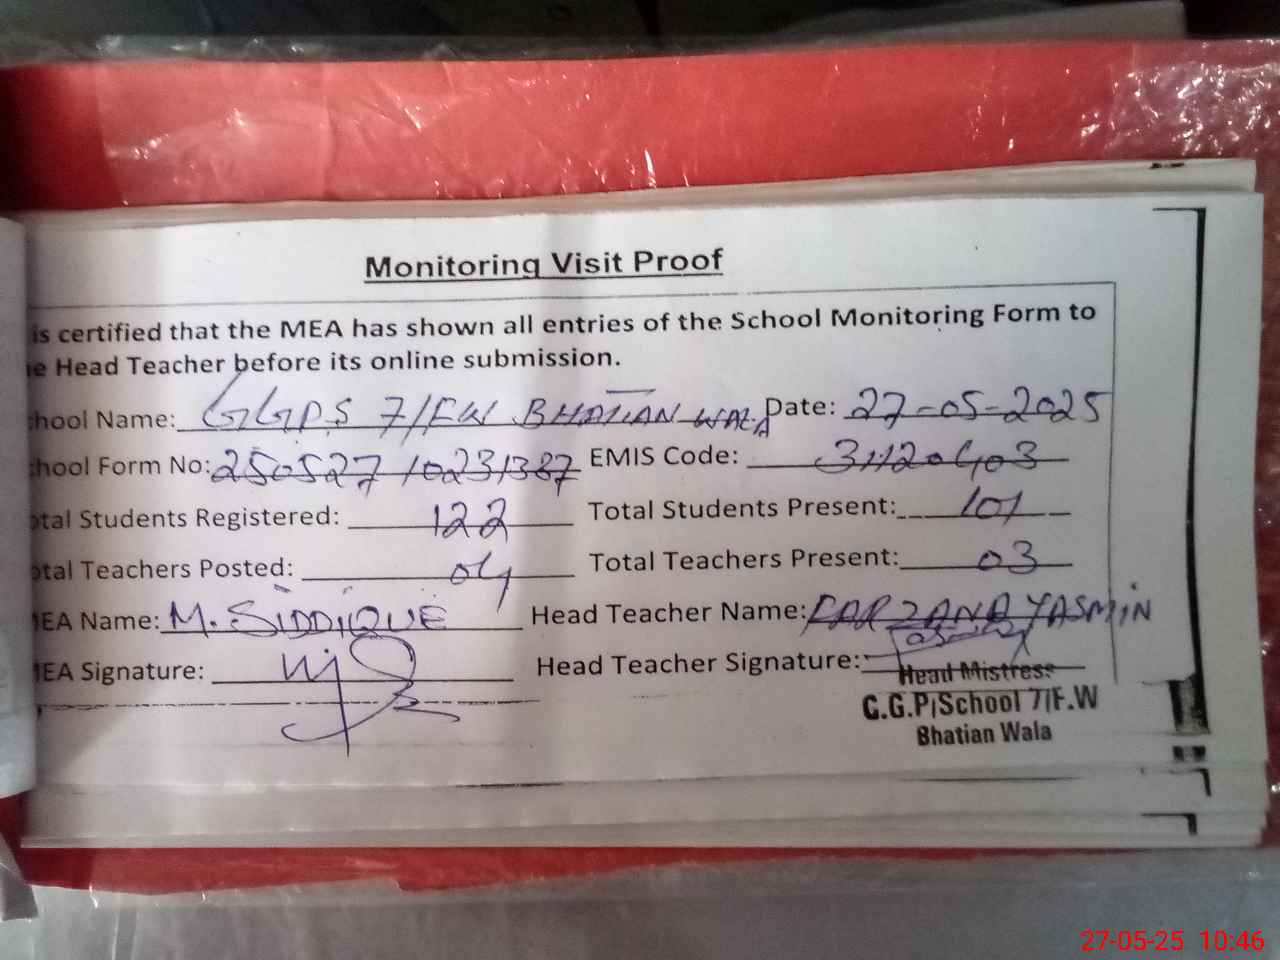 Monitoring Visit Proof
is certified that the MEA has shown all entries of the School Monitoring Form to
e Head Teacher before its online submission.
chool Name: GGPS 7/FW BHATIAN WALA Date: 27-05-2025
chool Form No: 250527 10231387 EMIS Code: 31120403
otal Students Registered: 122 Total Students Present: 101
otal Teachers Posted: 04 Total Teachers Present: 03
MEA Name: M. SIDDIQUE Head Teacher Name: FARZANA YASMIN
MEA Signature: Head Teacher Signature:
Head Mistress
G.G.P/School 7/F.W
Bhatian Wala
27-05-25 10:46